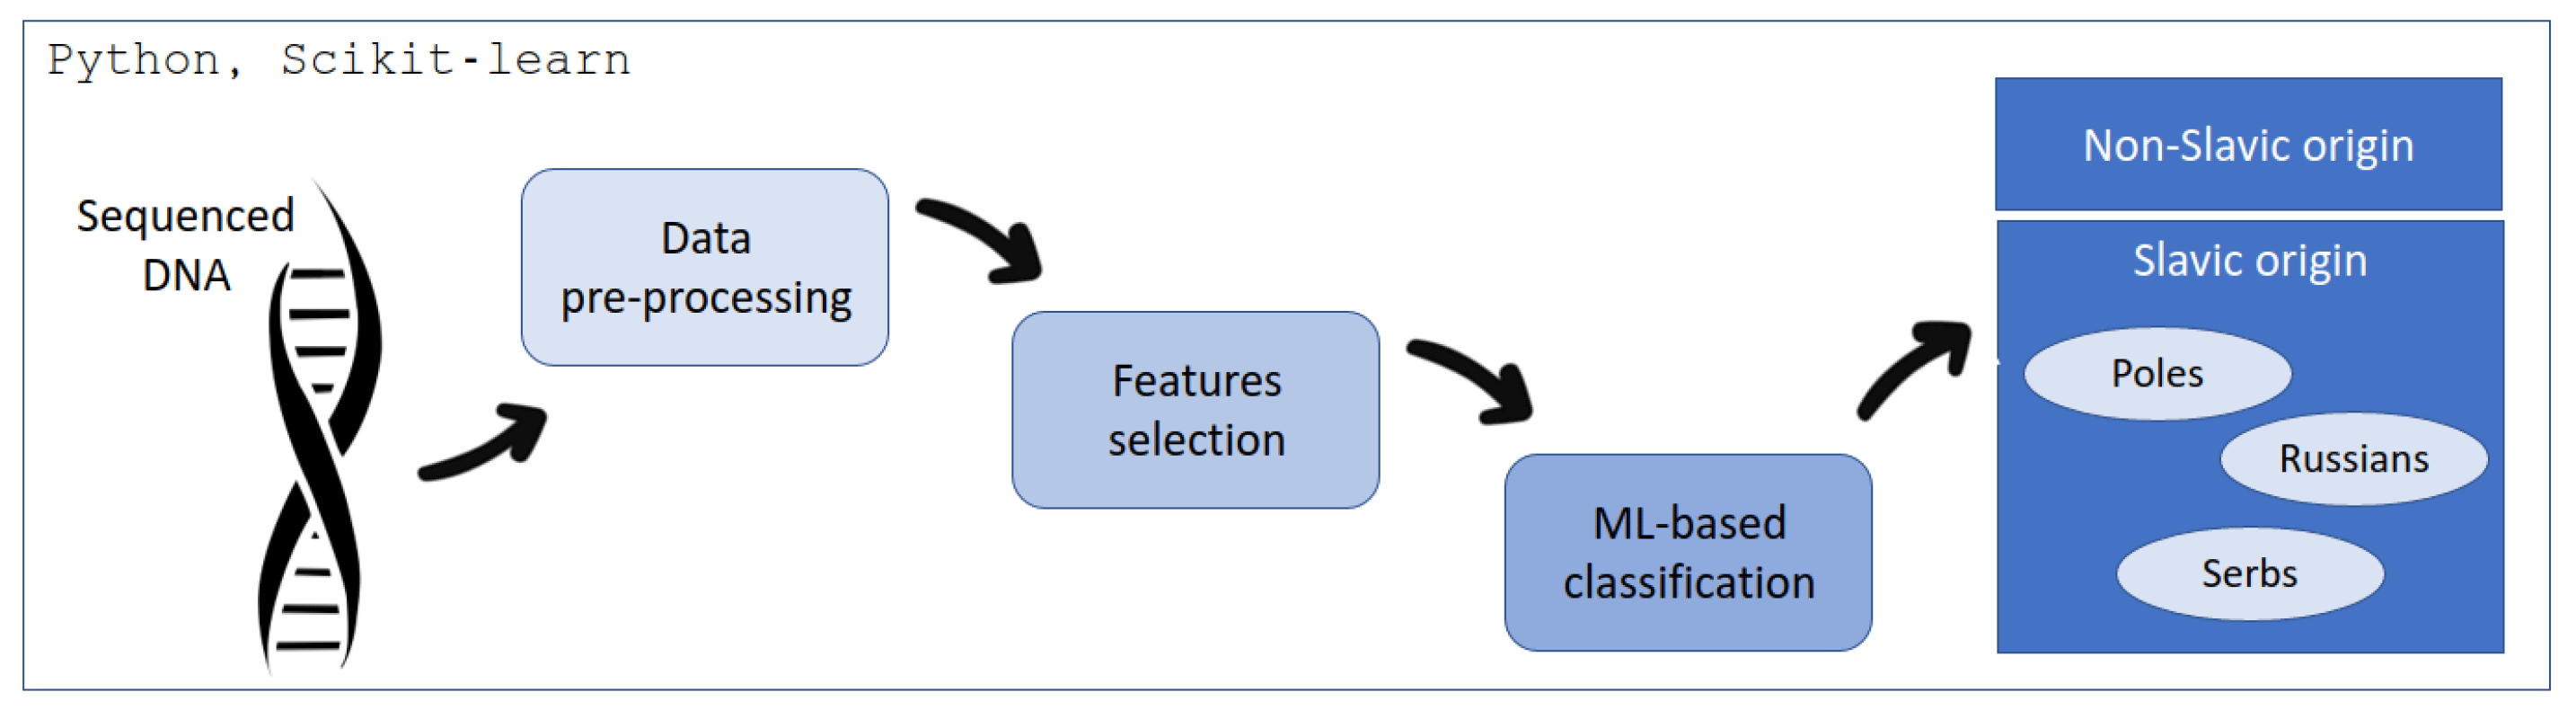 Python, Scikit-learn
Sequenced
DNA
Data
pre-processing
Features
selection
ML-based
classification
Non-Slavic origin
Slavic origin
Poles
Russians
Serbs